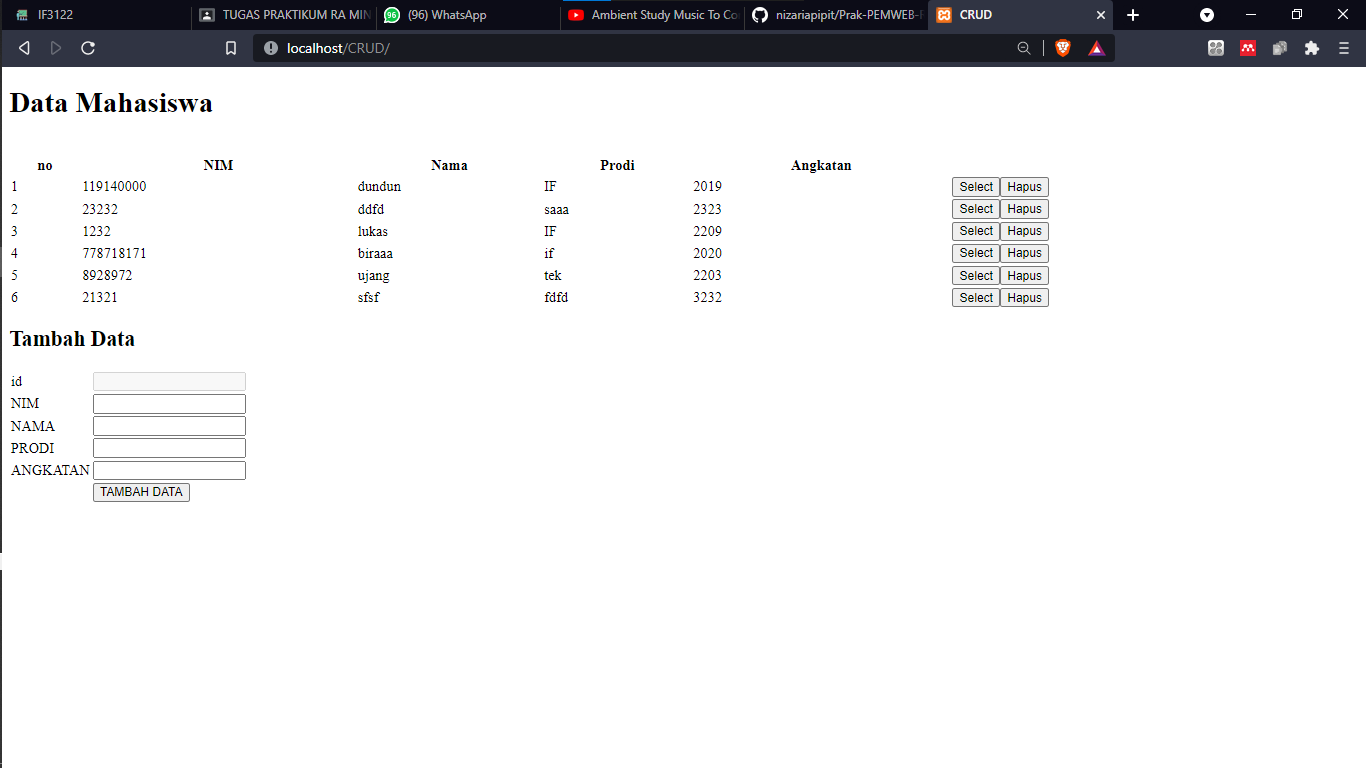 IF3122 TUGAS PRAKTIKUM RA MIN 96 (96) WhatsApp Ambient Study Music To Co nizariapipit/Prak-PEMWEB- CRUD
localhost/CRUD/
Data Mahasiswa
no NIM Nama Prodi Angkatan
1 119140000 dundun IF 2019 Select Hapus
2 23232 ddfd saaa 2323 Select Hapus
3 1232 lukas IF 2209 Select Hapus
4 778718171 biraaa if 2020 Select Hapus
5 8928972 ujang tek 2203 Select Hapus
6 21321 sfsf fdfd 3232 Select Hapus
Tambah Data
id
NIM
NAMA
PRODI
ANGKATAN
TAMBAH DATA